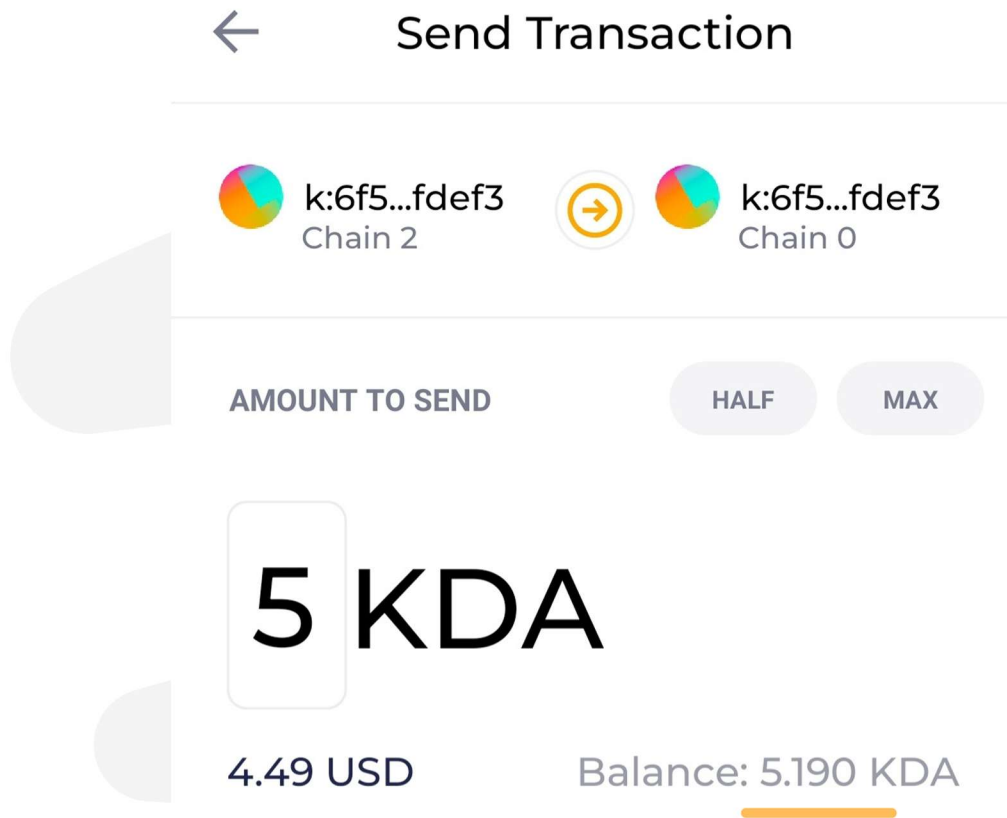 Send Transaction
k:6f5...fdef3
Chain 2
k:6f5...fdef3
Chain 0
AMOUNT TO SEND
HALF
MAX
5 KDA
4.49 USD
Balance: 5.190 KDA